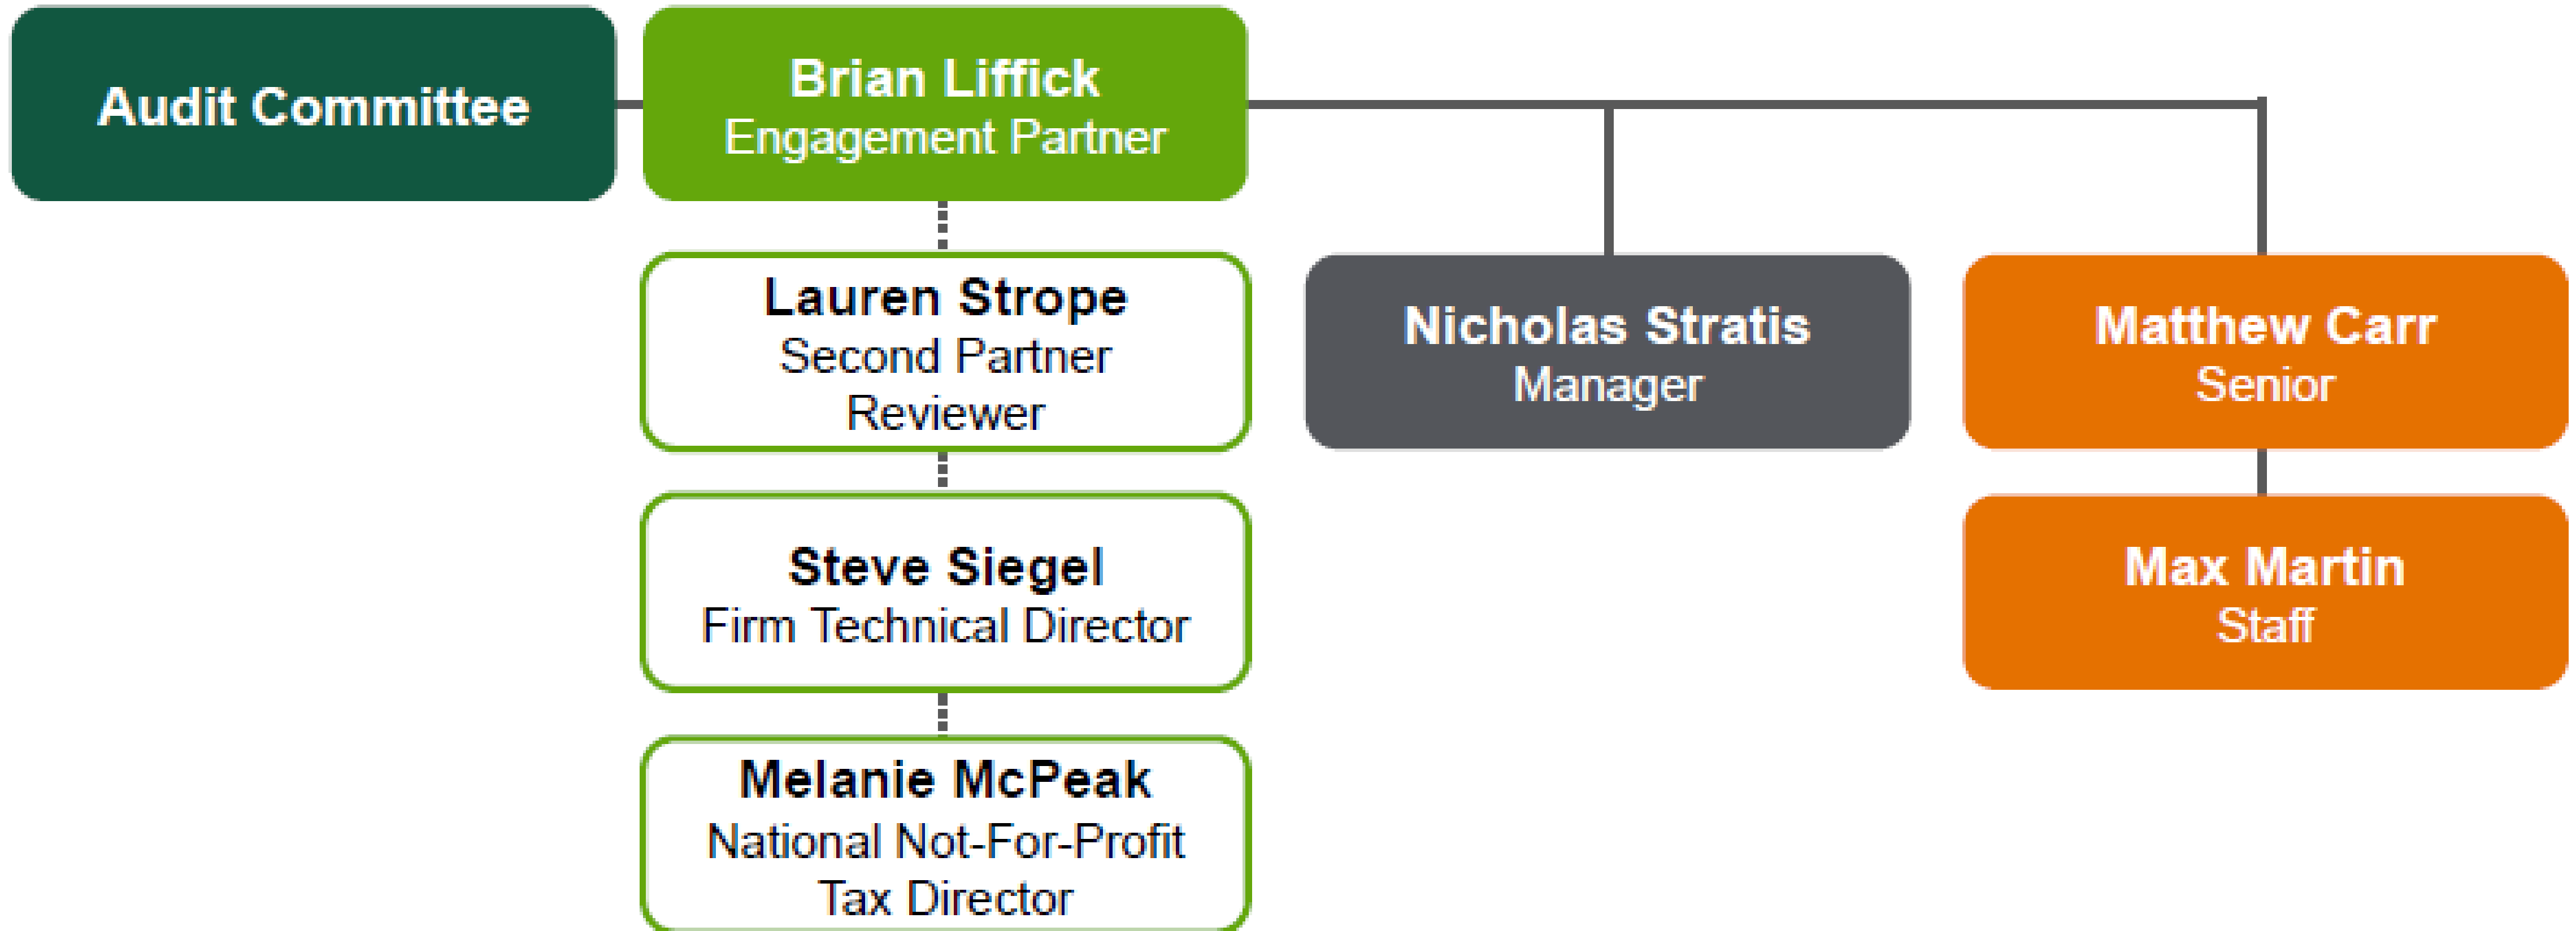 Audit Committee
Brian Liffick
Engagement Partner
Lauren Strope
Second Partner
Reviewer
Nicholas Stratis
Manager
Matthew Carr
Senior
Steve Siegel
Firm Technical Director
Max Martin
Staff
Melanie McPeak
National Not-For-Profit
Tax Director